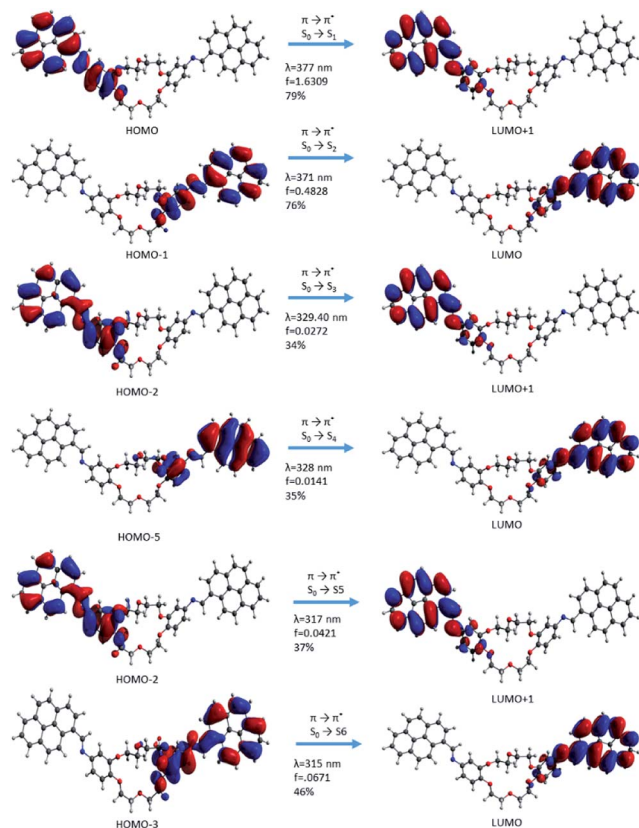 π → π*
S₀ → S₁
λ=377 nm
f=1.6309
79%
HOMO
LUMO+1
π → π*
S₀ → S₂
λ=371 nm
f=0.4828
76%
HOMO-1
LUMO
π → π*
S₀ → S₃
λ=329.40 nm
f=0.0272
34%
HOMO-2
LUMO+1
π → π*
S₀ → S₄
λ=328 nm
f=0.0141
35%
HOMO-5
LUMO
π → π*
S₀ → S5
λ=317 nm
f=0.0421
37%
HOMO-2
LUMO+1
π → π*
S₀ → S6
λ=315 nm
f=.0671
46%
HOMO-3
LUMO